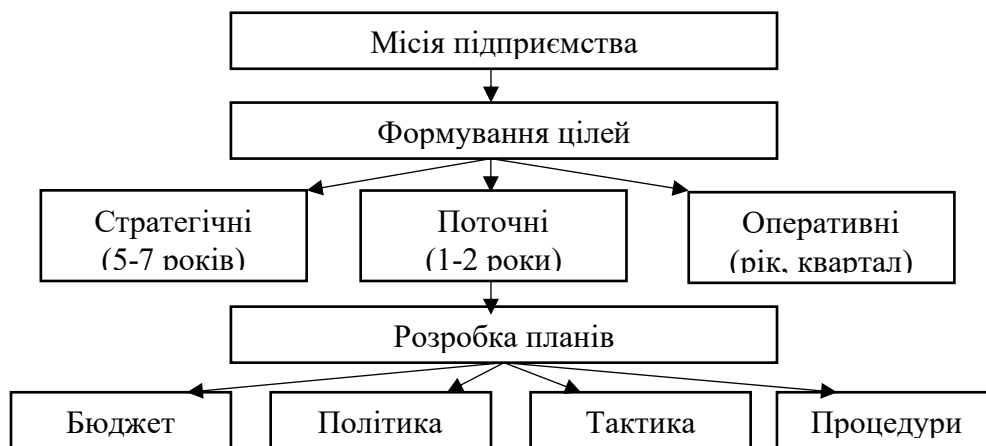 Місія підприємства
Формування цілей
Стратегічні
(5-7 років)
Поточні
(1-2 роки)
Оперативні
(рік, квартал)
Розробка планів
Бюджет
Політика
Тактика
Процедури